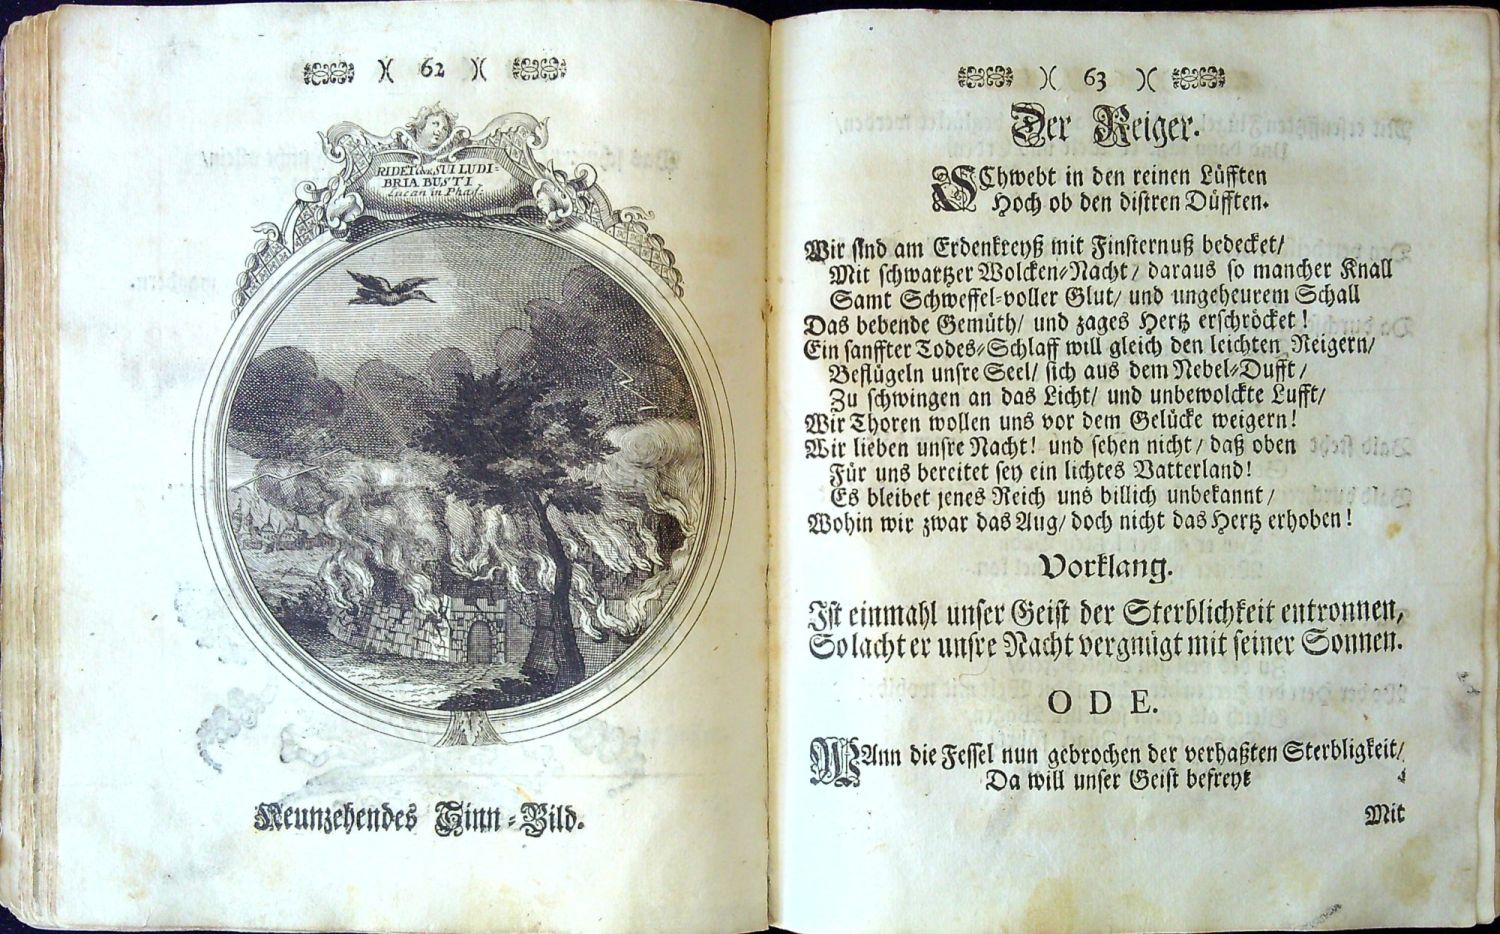 62
RIDETQUE SUI LUDI-
BRIA BUSTI
Lucan in Phars.
Neunzehendes Sinn-Bild.
63
Der Reiger.
SChwebt in den reinen Lüfften
Hoch ob den distren Düfften.
Wir sind am Erdenkreyß mit Finsternuß bedecket/
Mit schwartzer Wolcken-Nacht/ daraus so mancher Knall
Samt Schweffel-voller Glut/ und ungeheurem Schall
Das bebende Gemüth/ und zages Hertz erschröcket!
Ein sanffter Todes-Schlaff will gleich den leichten Reigern/
Beflügeln unsre Seel/ sich aus dem Nebel-Dufft/
Zu schwingen an das Licht/ und unbewolckte Lufft/
Wir Thoren wollen uns vor dem Gelücke weigern!
Wir lieben unsre Nacht! und sehen nicht/ daß oben
Für uns bereitet sey ein lichtes Vatterland!
Es bleibet jenes Reich uns billich unbekannt/
Wohin wir zwar das Aug/ doch nicht das Hertz erhoben!
Vorklang.
Ist einmahl unser Geist der Sterblichkeit entronnen,
So lacht er unsre Nacht vergnügt mit seiner Sonnen.
ODE.
WAnn die Fessel nun gebrochen der verhaßten Sterbligkeit/
Da will unser Geist befreyt
Mit